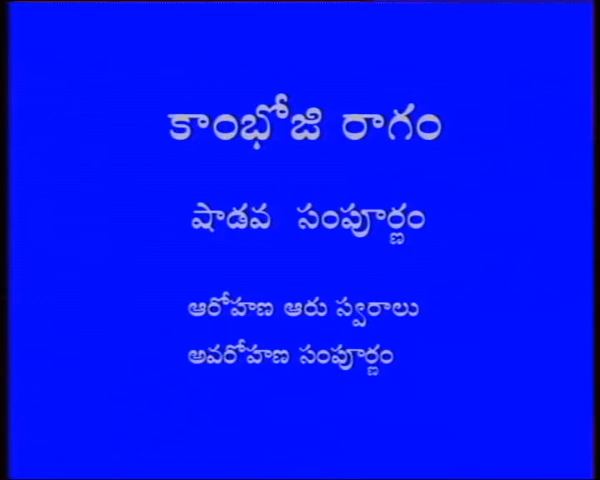 కాంభోజి రాగం
షాడవ సంపూర్ణం
ఆరోహణ ఆరు స్వరాలు
అవరోహణ సంపూర్ణం